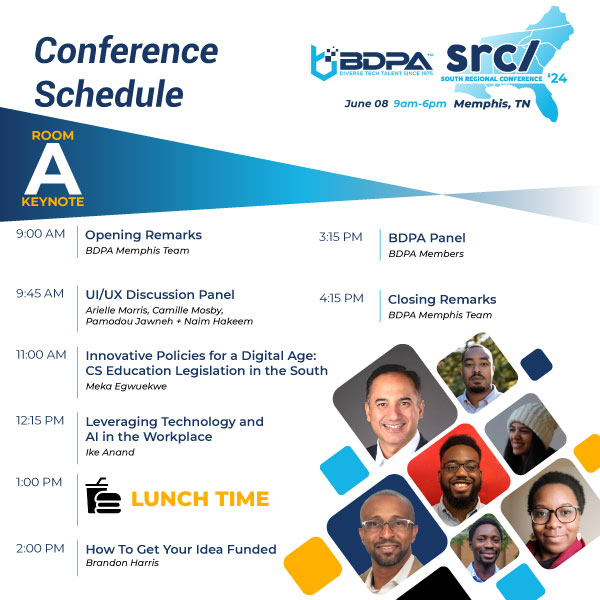 Conference
Schedule
BDPA™
DIVERSE TECH TALENT SINCE 1975
src/
SOUTH REGIONAL CONFERENCE '24
June 08 9am-6pm Memphis, TN
ROOM
A
KEYNOTE
9:00 AM
Opening Remarks
BDPA Memphis Team
9:45 AM
UI/UX Discussion Panel
Arielle Morris, Camille Mosby,
Pamodou Jawneh + Naim Hakeem
11:00 AM
Innovative Policies for a Digital Age:
CS Education Legislation in the South
Meka Egwuekwe
12:15 PM
Leveraging Technology and
AI in the Workplace
Ike Anand
1:00 PM
LUNCH TIME
2:00 PM
How To Get Your Idea Funded
Brandon Harris
3:15 PM
BDPA Panel
BDPA Members
4:15 PM
Closing Remarks
BDPA Memphis Team